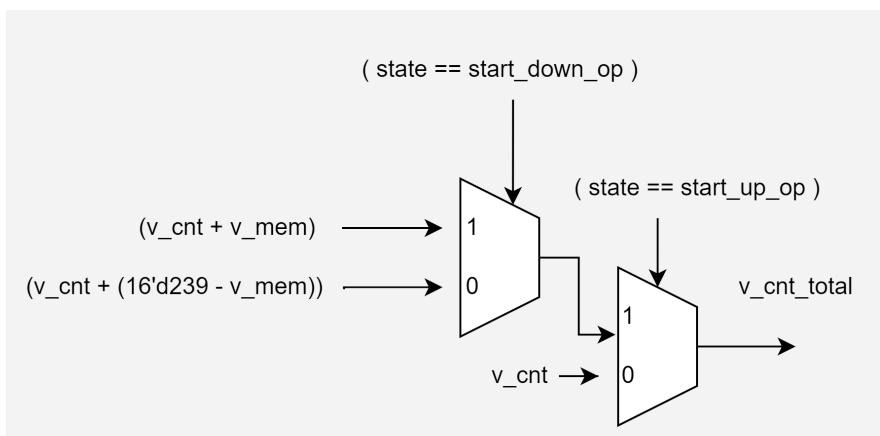 ( state == start_down_op )
( state == start_up_op )
(v_cnt + v_mem)
1
(v_cnt + (16'd239 - v_mem))
0
v_cnt_total
1
v_cnt
0